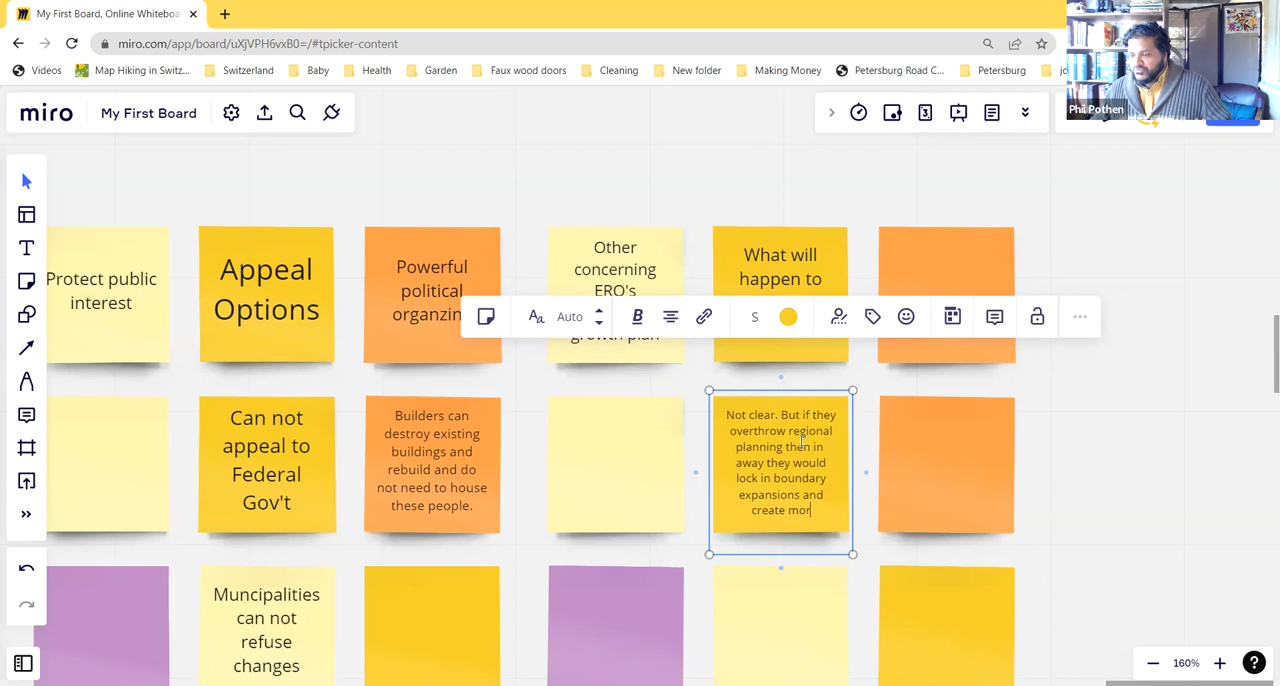 My First Board, Online Whiteboa
miro.com/app/board/uXjVPH6vxB0=/#tpicker-content
Videos
Map Hiking in Switz...
Switzerland
Baby
Health
Garden
Faux wood doors
Cleaning
New folder
Making Money
Petersburg Road C...
Petersburg
Phil Pothen
miro
My First Board
3
Protect public
interest
Appeal
Options
Powerful
political
organzin
Other
concerning
ERO's
growth plan
What will
happen to
Aa
Auto
B
S
Can not
appeal to
Federal
Gov't
Builders can
destroy existing
buildings and
rebuild and do
not need to house
these people.
Not clear. But if they
overthrow regional
planning then in
away they would
lock in boundary
expansions and
create mor
Muncipalities
can not
refuse
changes
160%
?